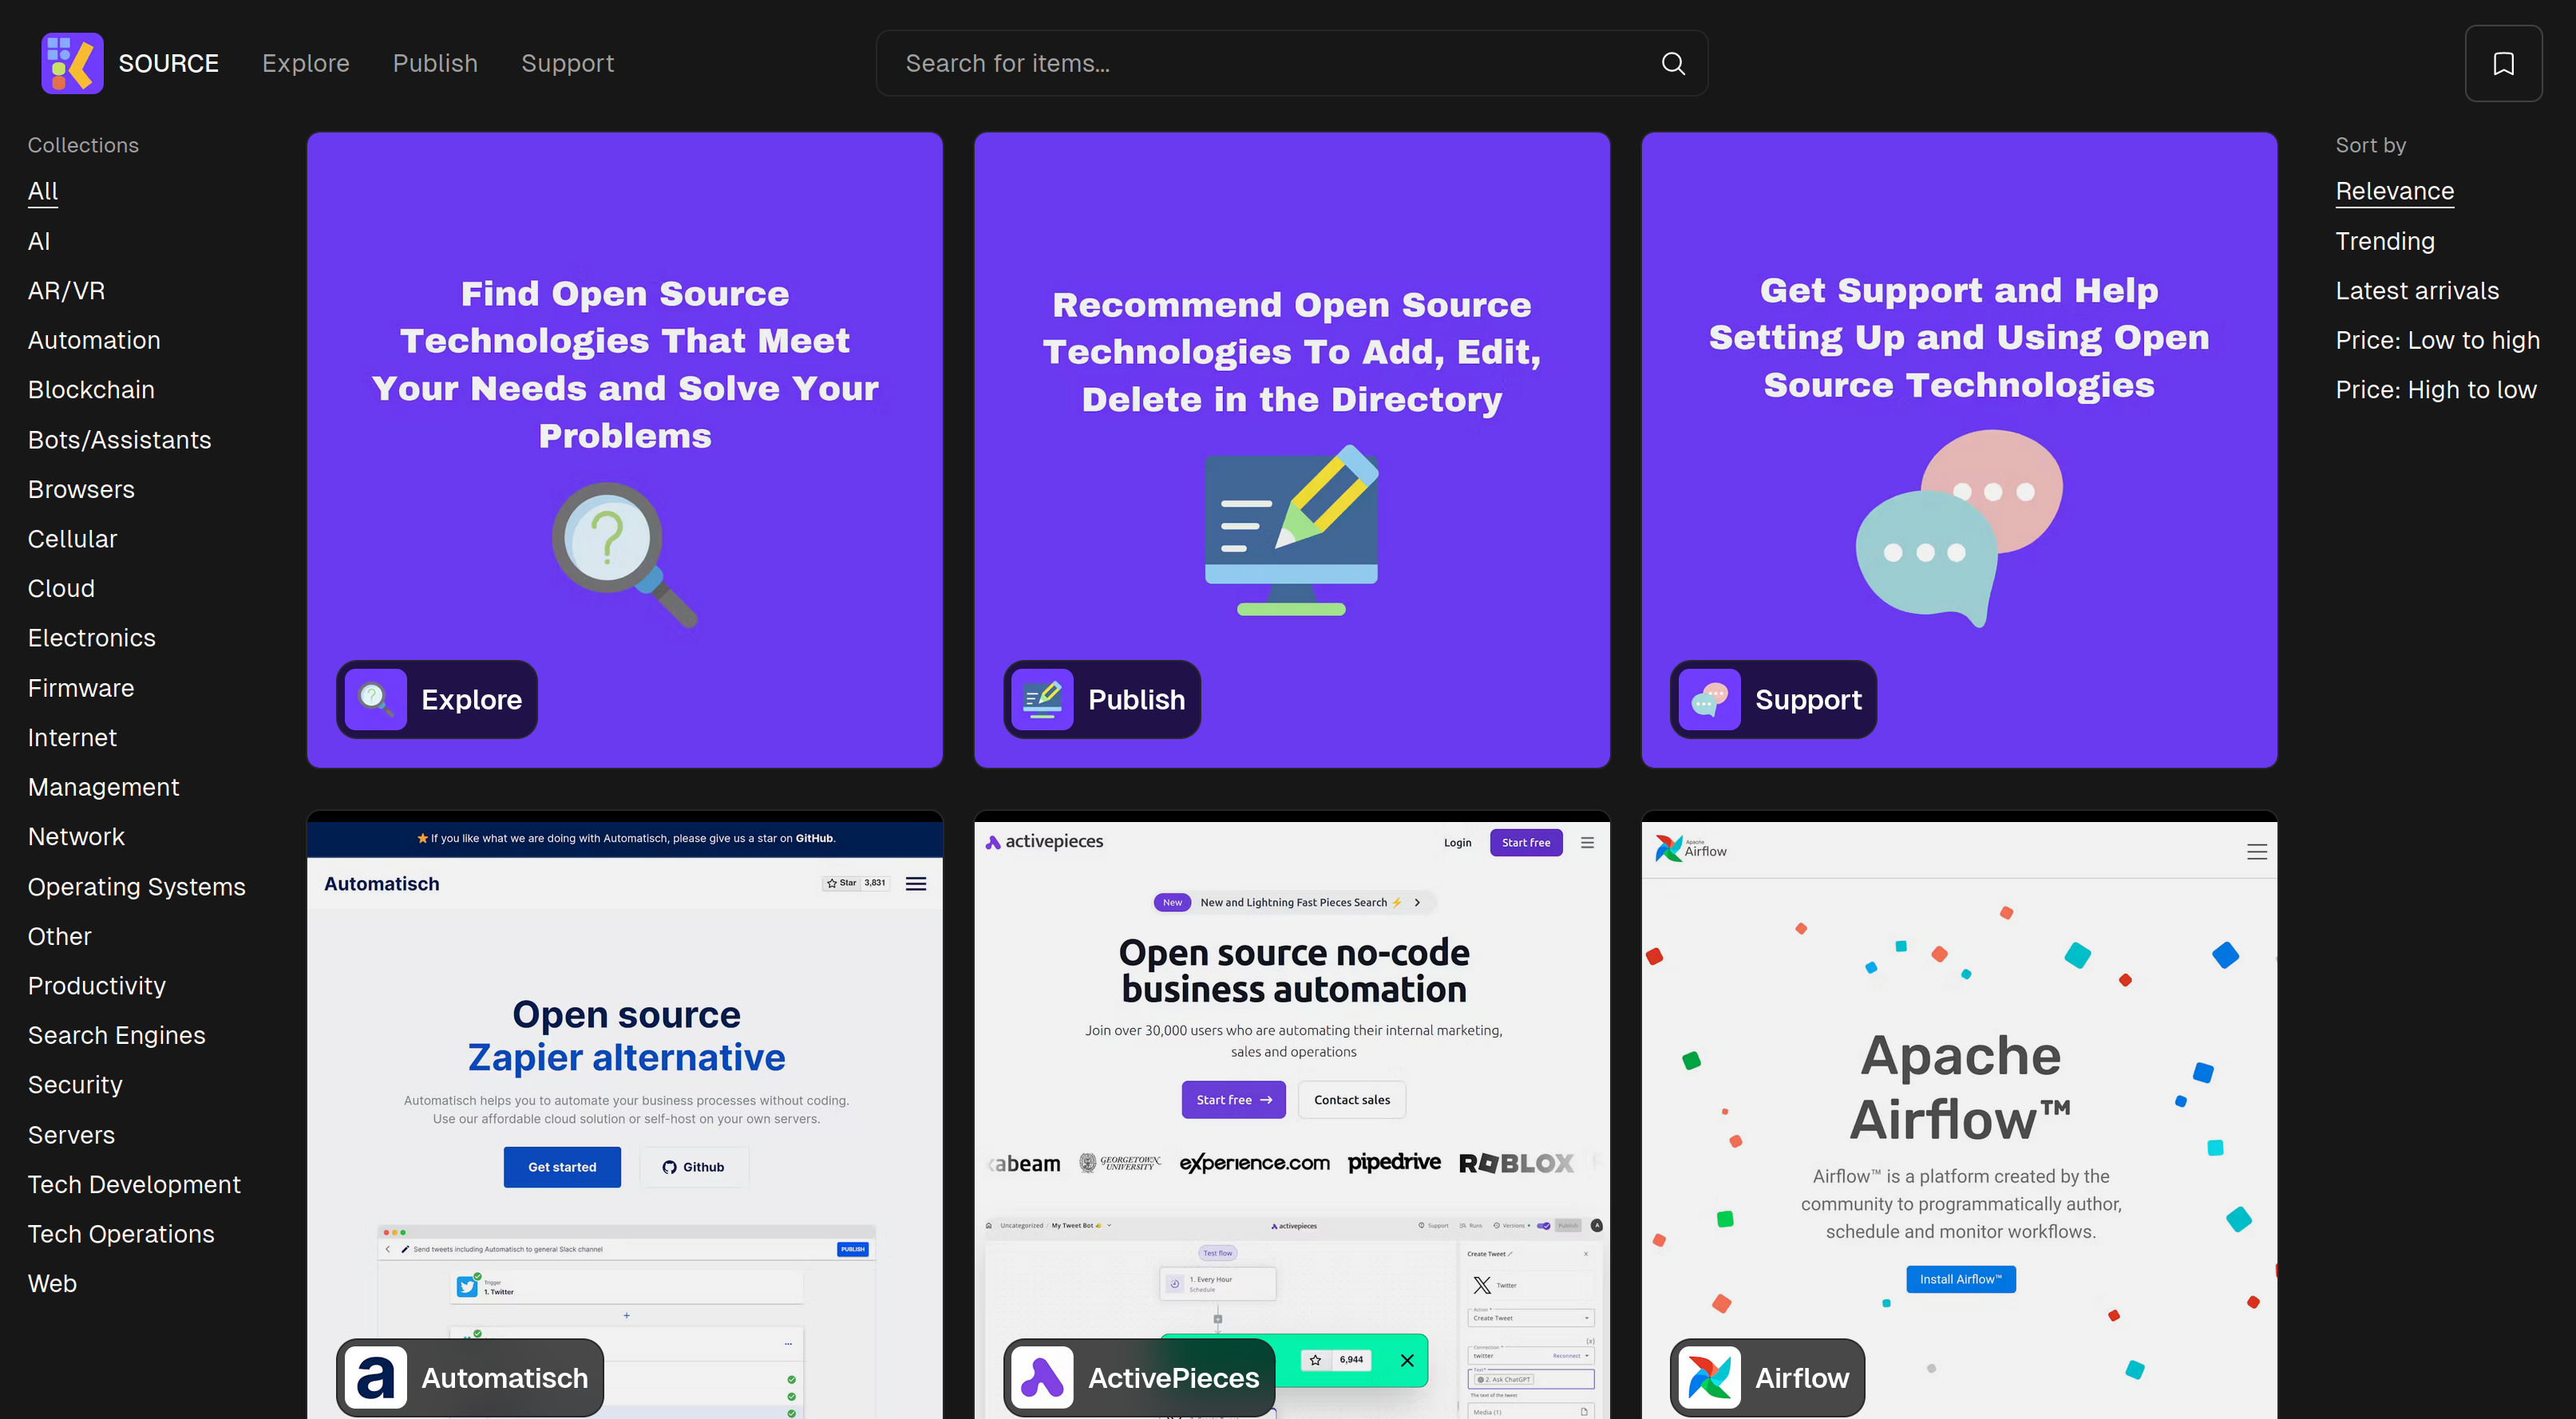 SOURCE
Explore
Publish
Support
Search for items...
Collections
All
AI
AR/VR
Automation
Blockchain
Bots/Assistants
Browsers
Cellular
Cloud
Electronics
Firmware
Internet
Management
Network
Operating Systems
Other
Productivity
Search Engines
Security
Servers
Tech Development
Tech Operations
Web
Find Open Source
Technologies That Meet
Your Needs and Solve Your
Problems
Explore
Recommend Open Source
Technologies To Add, Edit,
Delete in the Directory
Publish
Get Support and Help
Setting Up and Using Open
Source Technologies
Support
Sort by
Relevance
Trending
Latest arrivals
Price: Low to high
Price: High to low
If you like what we are doing with Automatisch, please give us a star on GitHub.
Automatisch
Star 3,831
Open source
Zapier alternative
Automatisch helps you to automate your business processes without coding.
Use our affordable cloud solution or self-host on your own servers.
Get started
Github
Send tweets including Automatisch to general Slack channel
PUBLISH
Trigger
1. Twitter
Automatisch
activepieces
Login
Start free
New
New and Lightning Fast Pieces Search ⚡
Open source no-code
business automation
Join over 30,000 users who are automating their internal marketing,
sales and operations
Start free →
Contact sales
xabeam
GEORGETOWN
UNIVERSITY
experience.com
pipedrive
ROBLOX
Uncategorized / My Tweet Bot
activepieces
Support
Runs
Versions
Publish
A
Test flow
Create Tweet
1. Every Hour
Schedule
Twitter
Action *
Create Tweet
Connection *
twitter
Reconnect
Text *
2. Ask ChatGPT
The text of the tweet
Media (1)
6,944
ActivePieces
Apache
Airflow
Apache
Airflow™
Airflow™ is a platform created by the
community to programmatically author,
schedule and monitor workflows.
Install Airflow™
Airflow